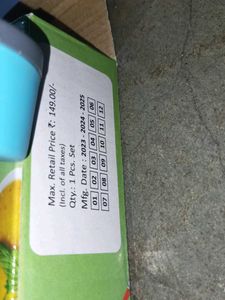 Max. Retail Price ₹: 149.00/-
(Incl. of all taxes)
Qty.: 1 Pcs. Set
Mfg. Date : 2023 - 2024 - 2025
01 02 03 04 05 06
07 08 09 10 11 12